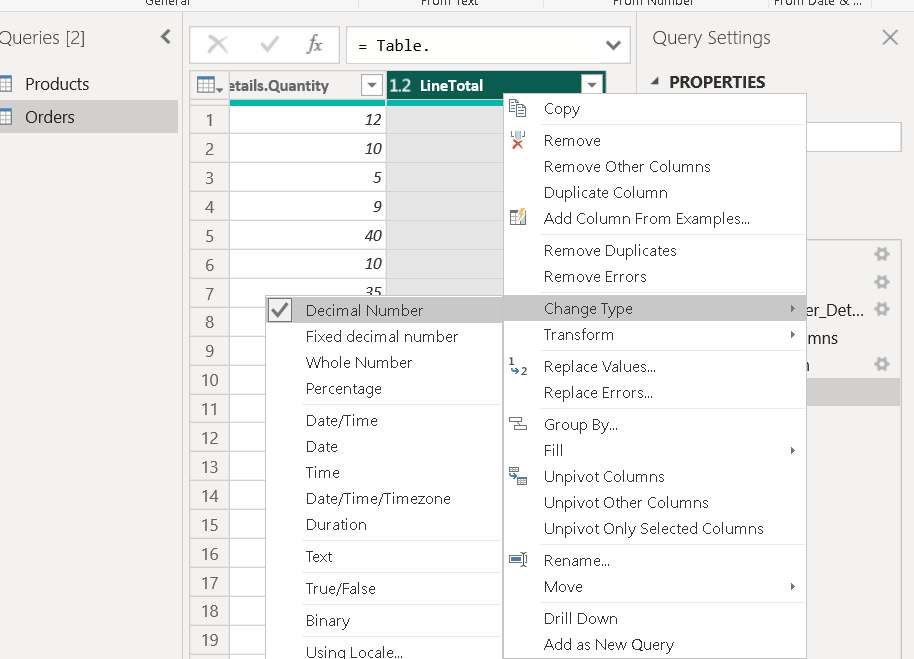 General
From Text
From Number
From Date & ...
Queries [2]
fx
= Table.
Query Settings
Products
Orders
etails.Quantity
1.2 LineTotal
PROPERTIES
1 12
2 10
3 5
4 9
5 40
6 10
7 35
8
9
10
11
12
13
14
15
16
17
18
19
Copy
Remove
Remove Other Columns
Duplicate Column
Add Column From Examples...
Remove Duplicates
Remove Errors
Change Type
Transform
Replace Values...
Replace Errors...
Group By...
Fill
Unpivot Columns
Unpivot Other Columns
Unpivot Only Selected Columns
Rename...
Move
Drill Down
Add as New Query
Decimal Number
Fixed decimal number
Whole Number
Percentage
Date/Time
Date
Time
Date/Time/Timezone
Duration
Text
True/False
Binary
Using Locale...
er_Det...
mns